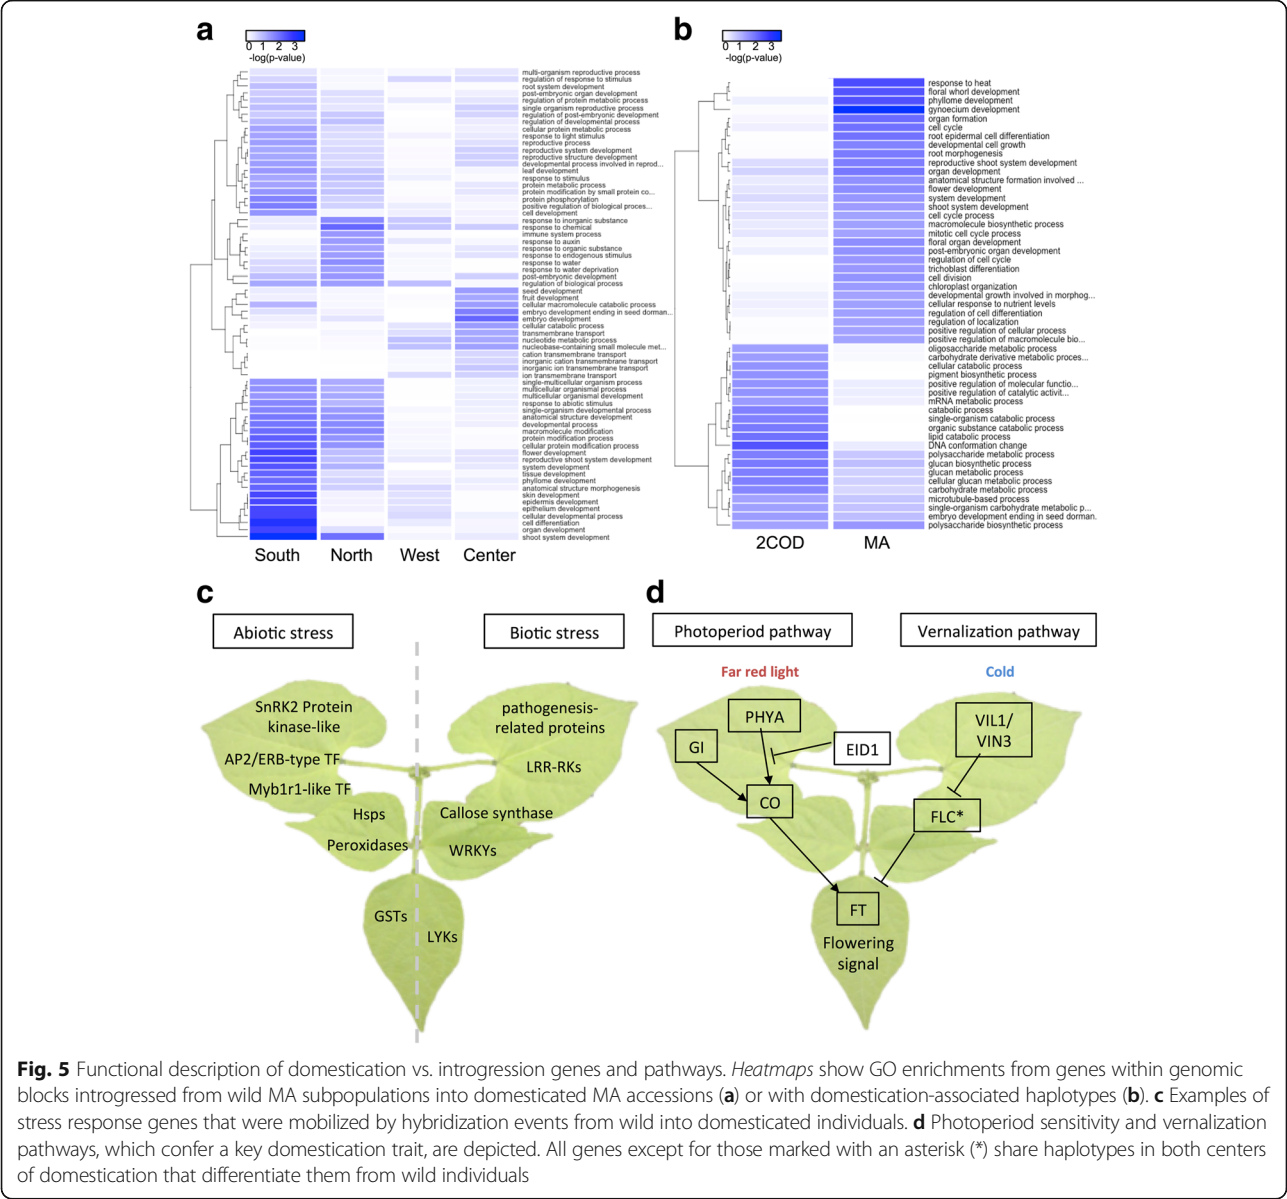 a
0 1 2 3
-log(p-value)
multi-organism reproductive process
regulation of response to stimulus
root system development
post-embryonic organ development
regulation of protein metabolic process
single organism reproductive process
regulation of post-embryonic development
regulation of developmental process
cellular protein metabolic process
response to light stimulus
reproductive process
reproductive system development
reproductive structure development
developmental process involved in reprod...
leaf development
response to stimulus
protein metabolic process
protein modification by small protein co...
protein phosphorylation
positive regulation of biological proces...
cell development
response to inorganic substance
response to chemical
immune system process
response to auxin
response to organic substance
response to endogenous stimulus
response to water
response to water deprivation
post-embryonic development
regulation of biological process
seed development
fruit development
cellular macromolecule catabolic process
embryo development ending in seed dorman...
embryo development
cellular catabolic process
transmembrane transport
nucleotide metabolic process
nucleobase-containing small molecule met...
cation transmembrane transport
inorganic cation transmembrane transport
inorganic ion transmembrane transport
ion transmembrane transport
single-multicellular organism process
multicellular organismal process
multicellular organismal development
response to abiotic stimulus
single-organism developmental process
anatomical structure development
developmental process
macromolecule modification
protein modification process
cellular protein modification process
flower development
reproductive shoot system development
system development
tissue development
phyllome development
anatomical structure morphogenesis
skin development
epidermis development
epithelium development
cellular developmental process
cell differentiation
organ development
shoot system development
South North West Center
b
0 1 2 3
-log(p-value)
response to heat
floral whorl development
phyllome development
gynoecium development
organ formation
cell cycle
root epidermal cell differentiation
developmental cell growth
root morphogenesis
reproductive shoot system development
organ development
anatomical structure formation involved ...
flower development
system development
shoot system development
cell cycle process
macromolecule biosynthetic process
mitotic cell cycle process
floral organ development
post-embryonic organ development
regulation of cell cycle
trichoblast differentiation
cell division
chloroplast organization
developmental growth involved in morphog...
cellular response to nutrient levels
regulation of cell differentiation
regulation of localization
positive regulation of cellular process
positive regulation of macromolecule bio...
oligosaccharide metabolic process
carbohydrate derivative metabolic proces...
cellular catabolic process
pigment biosynthetic process
positive regulation of molecular functio...
positive regulation of catalytic activit...
mRNA metabolic process
catabolic process
single-organism catabolic process
organic substance catabolic process
lipid catabolic process
DNA conformation change
polysaccharide metabolic process
glucan biosynthetic process
glucan metabolic process
cellular glucan metabolic process
carbohydrate metabolic process
microtubule-based process
single-organism carbohydrate metabolic p...
embryo development ending in seed dorman.
polysaccharide biosynthetic process
2COD MA
c
Abiotic stress
Biotic stress
SnRK2 Protein
kinase-like
AP2/ERB-type TF
Myb1r1-like TF
Hsps
Peroxidases
GSTs
pathogenesis-
related proteins
LRR-RKs
Callose synthase
WRKYs
LYKs
d
Photoperiod pathway
Vernalization pathway
Far red light
Cold
PHYA
GI
EID1
CO
VIL1/
VIN3
FLC*
FT
Flowering
signal
Fig. 5 Functional description of domestication vs. introgression genes and pathways. Heatmaps show GO enrichments from genes within genomic
blocks introgressed from wild MA subpopulations into domesticated MA accessions (a) or with domestication-associated haplotypes (b). c Examples of
stress response genes that were mobilized by hybridization events from wild into domesticated individuals. d Photoperiod sensitivity and vernalization
pathways, which confer a key domestication trait, are depicted. All genes except for those marked with an asterisk (*) share haplotypes in both centers
of domestication that differentiate them from wild individuals